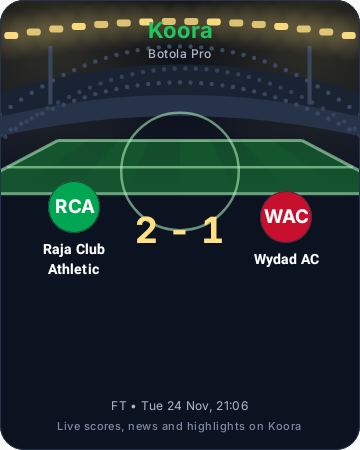 Koora
Botola Pro
RCA
Raja Club
Athletic
2 - 1
WAC
Wydad AC
FT • Tue 24 Nov, 21:06
Live scores, news and highlights on Koora